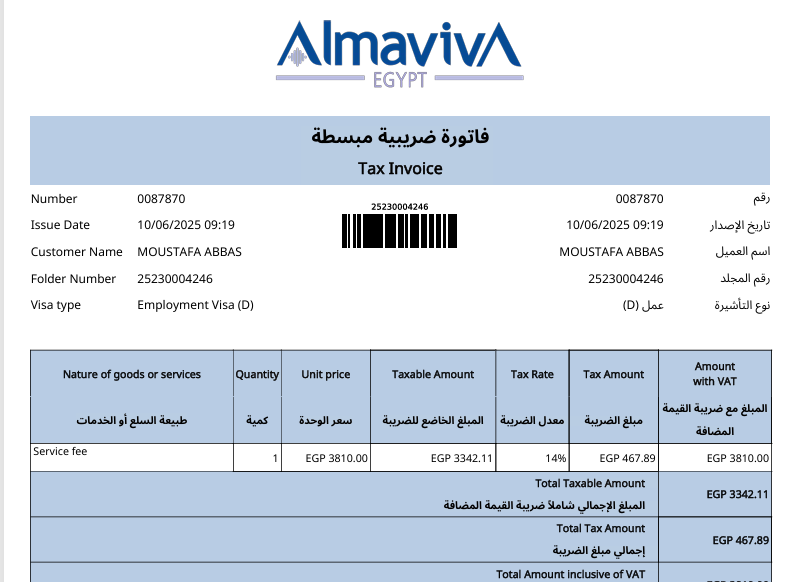 AlmavivA
EGYPT
فاتورة ضريبية مبسطة
Tax Invoice
Number 0087870 0087870 رقم
25230004246
Issue Date 10/06/2025 09:19 10/06/2025 09:19 تاريخ الإصدار
Customer Name MOUSTAFA ABBAS MOUSTAFA ABBAS اسم العميل
Folder Number 25230004246 25230004246 رقم المجلد
Visa type Employment Visa (D) عمل (D) نوع التأشيرة
Nature of goods or services Quantity Unit price Taxable Amount Tax Rate Tax Amount Amount
with VAT
طبيعة السلع أو الخدمات كمية سعر الوحدة المبلغ الخاضع للضريبة معدل الضريبة مبلغ الضريبة المبلغ مع ضريبة القيمة
المضافة
Service fee 1 EGP 3810.00 EGP 3342.11 14% EGP 467.89 EGP 3810.00
Total Taxable Amount
المبلغ الإجمالي شاملاً ضريبة القيمة المضافة
EGP 3342.11
Total Tax Amount
إجمالي مبلغ الضريبة
EGP 467.89
Total Amount inclusive of VAT